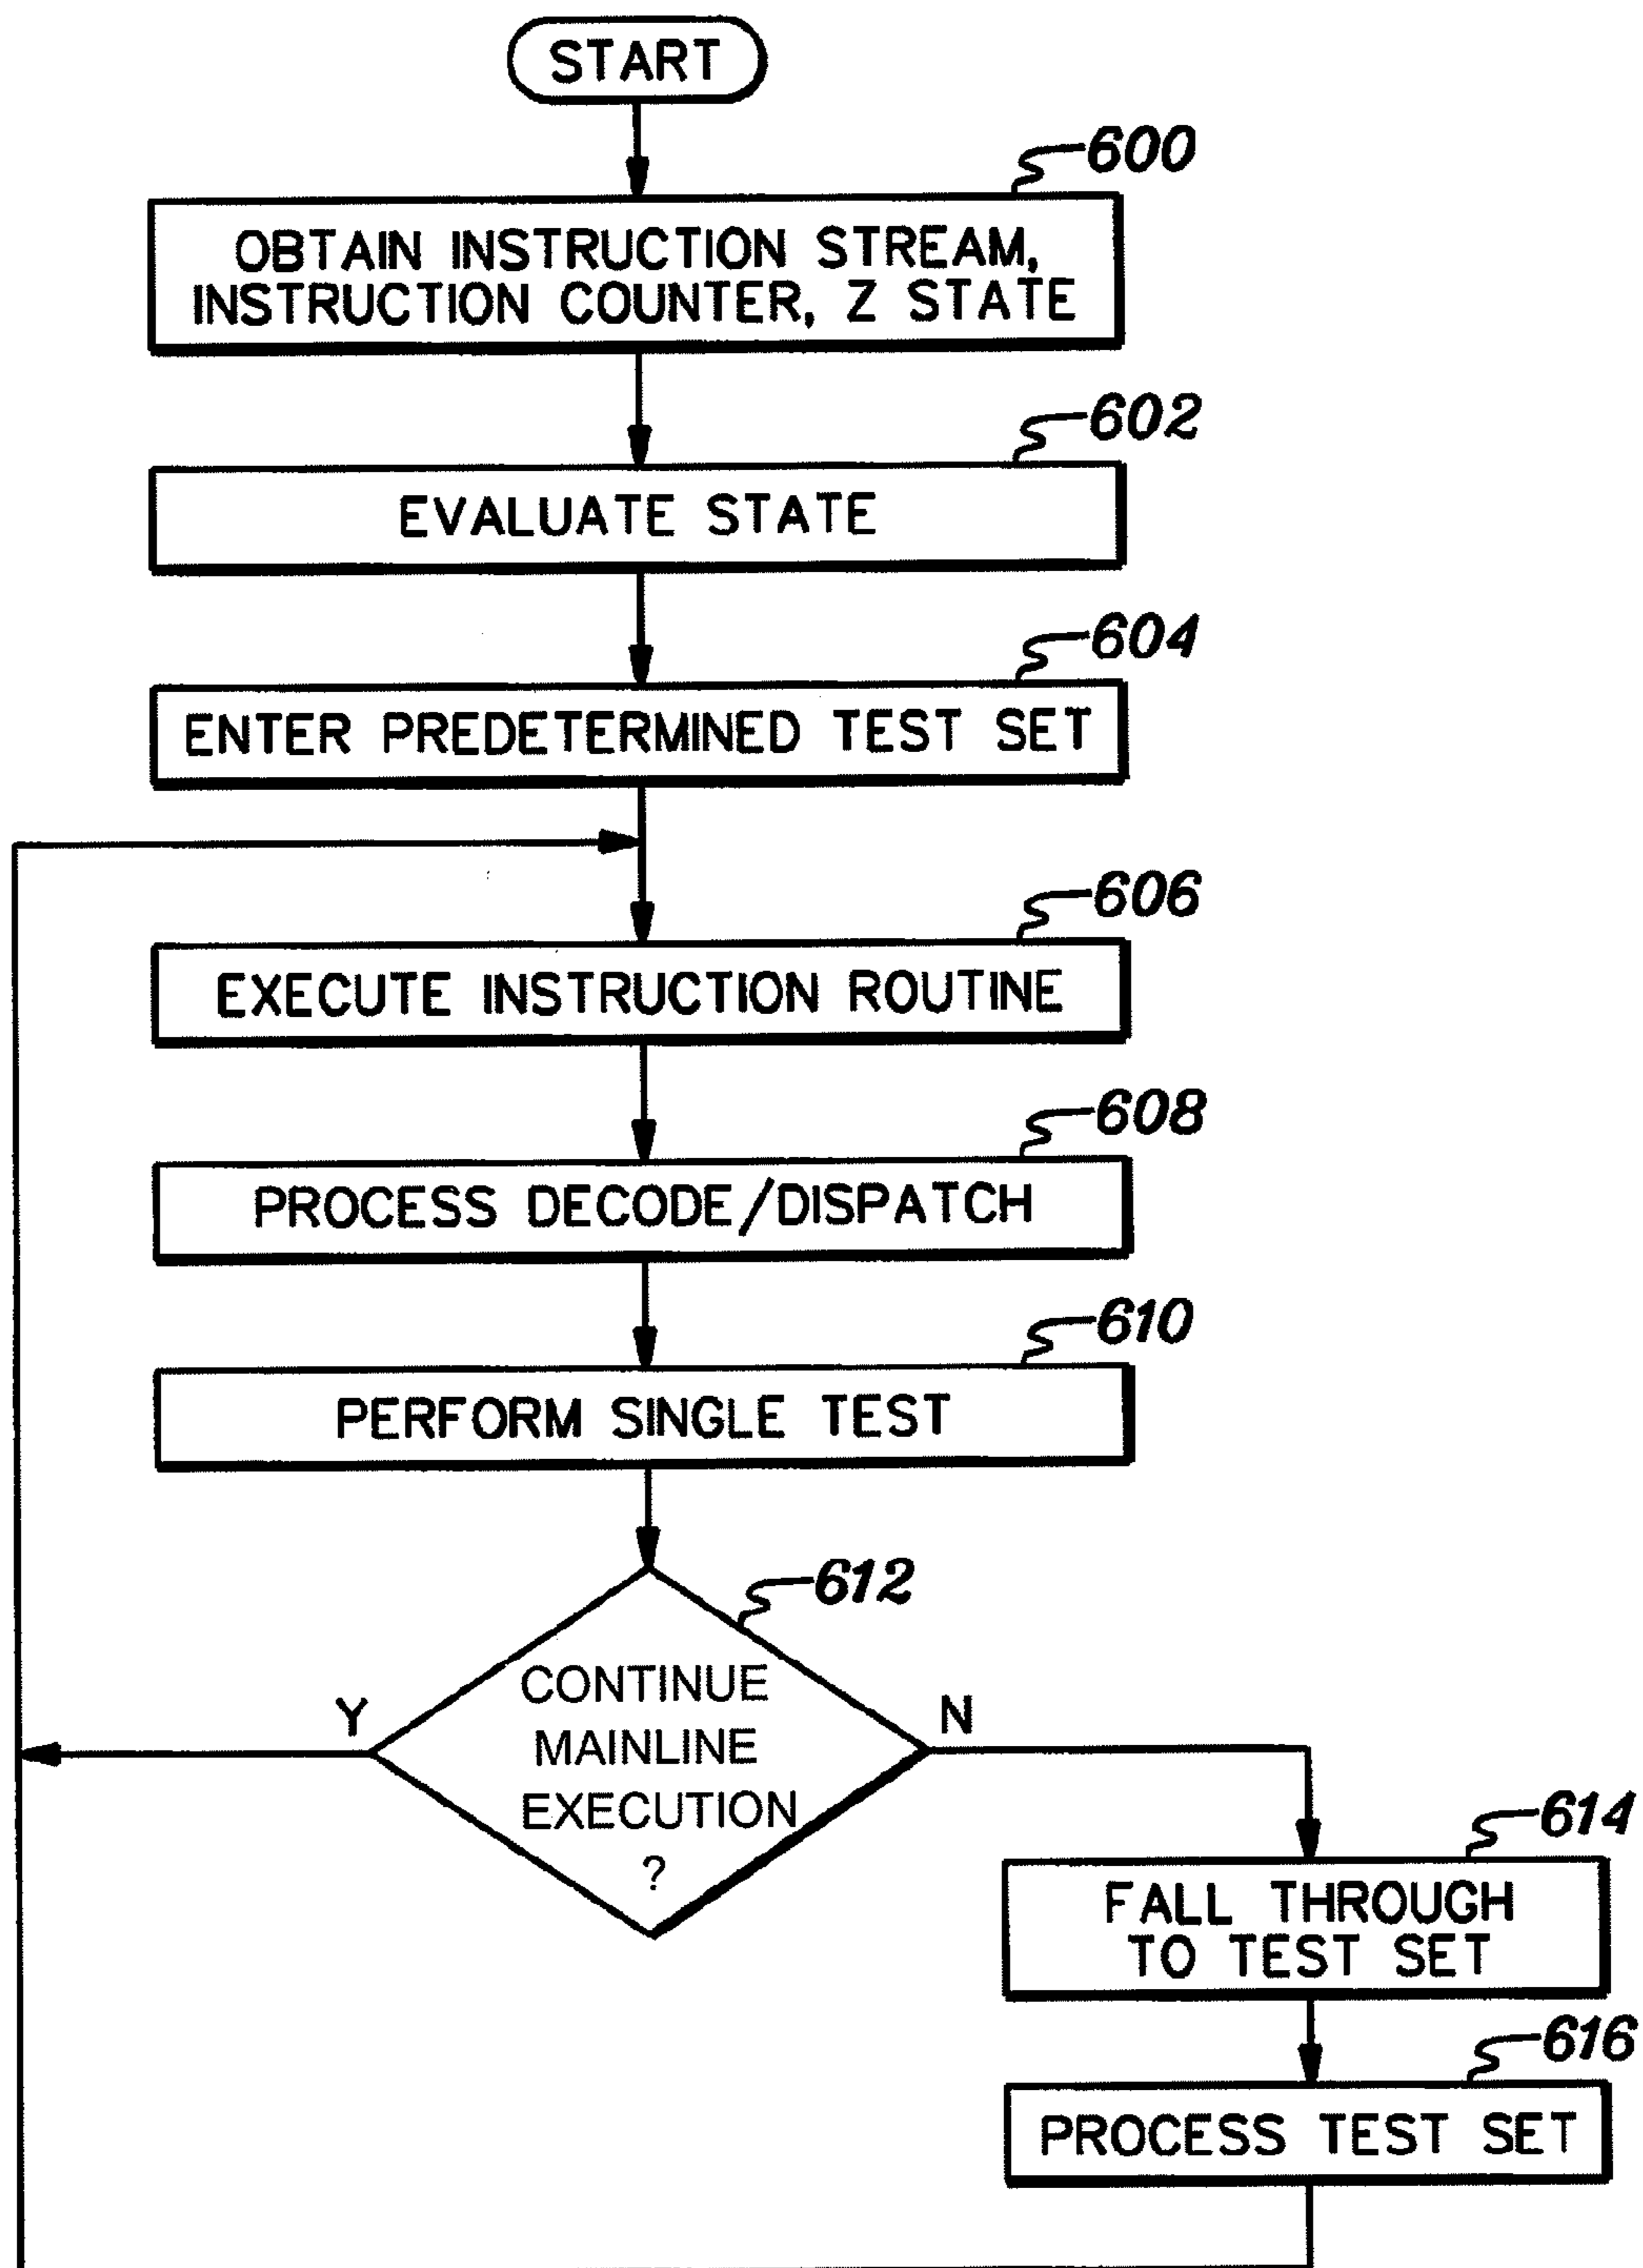 START
600
OBTAIN INSTRUCTION STREAM,
INSTRUCTION COUNTER, Z STATE
602
EVALUATE STATE
604
ENTER PREDETERMINED TEST SET
606
EXECUTE INSTRUCTION ROUTINE
608
PROCESS DECODE/DISPATCH
610
PERFORM SINGLE TEST
612
CONTINUE
MAINLINE
EXECUTION
?
Y
N
614
FALL THROUGH
TO TEST SET
616
PROCESS TEST SET